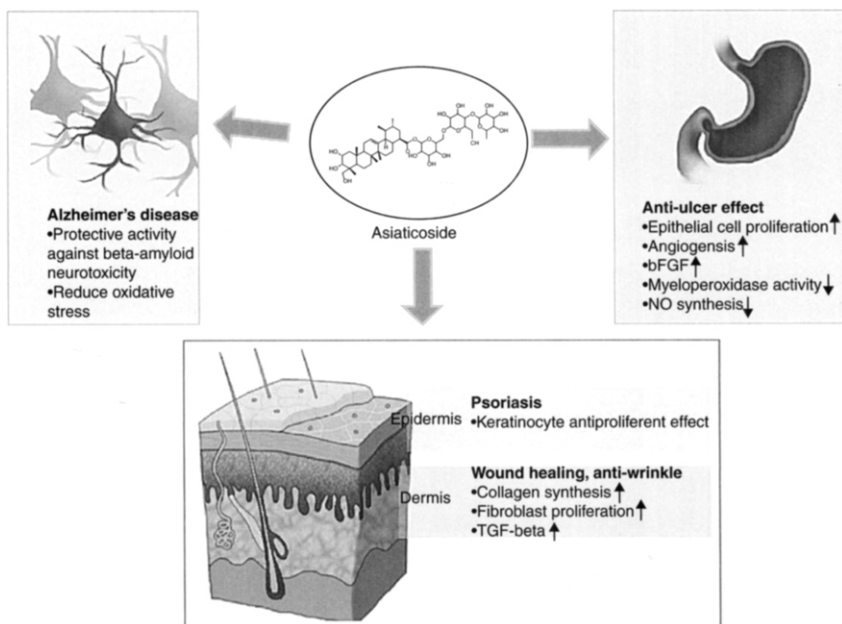 Asiaticoside
Alzheimer's disease
•Protective activity
against beta-amyloid
neurotoxicity
•Reduce oxidative
stress
Anti-ulcer effect
•Epithelial cell proliferation↑
•Angiogensis↑
•bFGF↑
•Myeloperoxidase activity↓
•NO synthesis↓
Epidermis
Psoriasis
•Keratinocyte antiproliferent effect
Dermis
Wound healing, anti-wrinkle
•Collagen synthesis↑
•Fibroblast proliferation↑
•TGF-beta↑